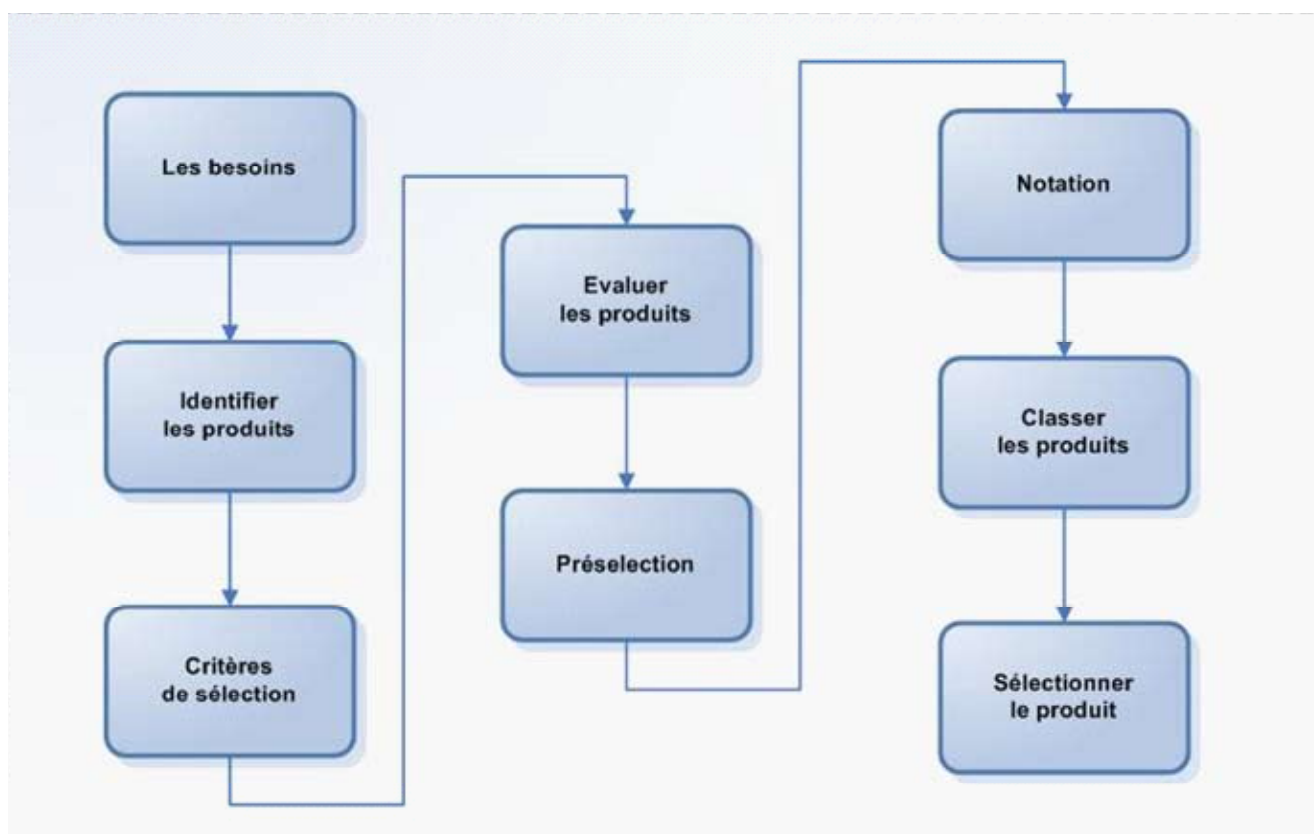 Les besoins
Identifier
les produits
Critères
de sélection
Evaluer
les produits
Préselection
Notation
Classer
les produits
Sélectionner
le produit